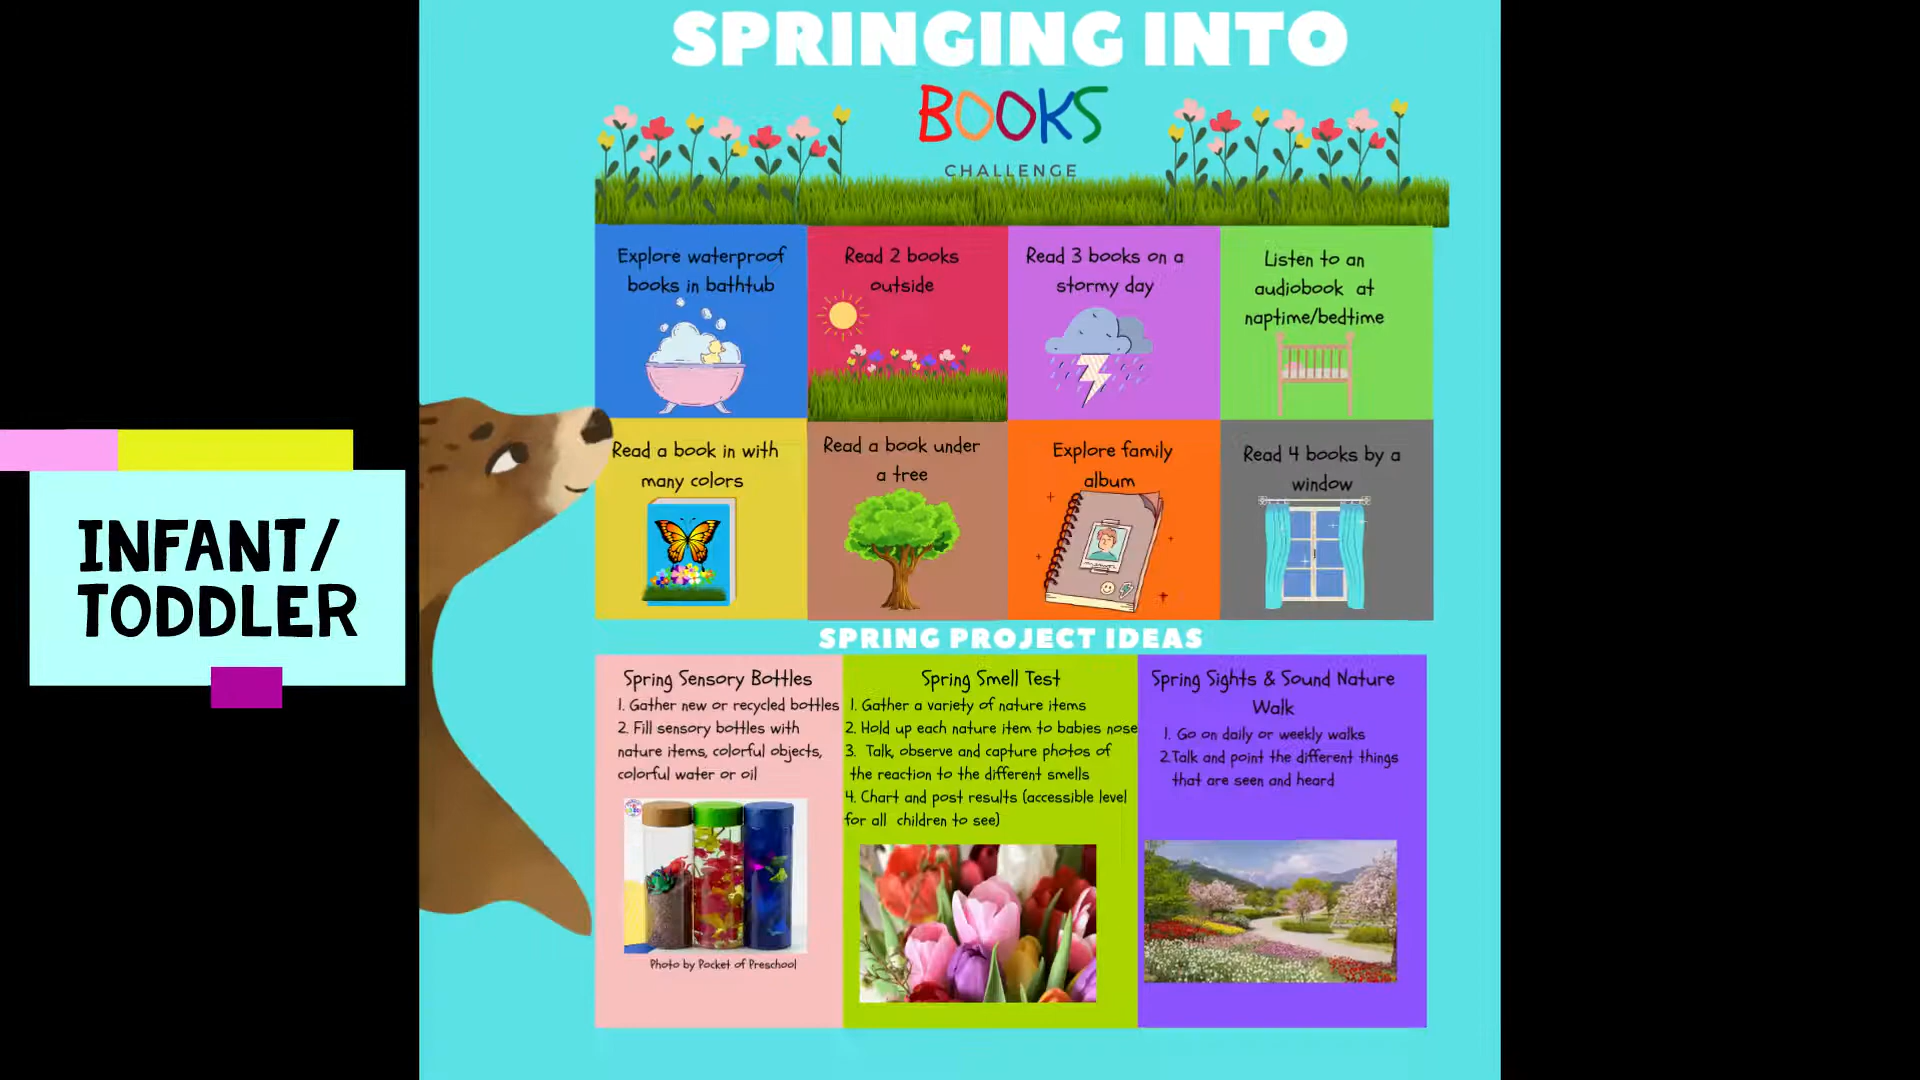 SPRINGING INTO
BOOKS
CHALLENGE
Explore waterproof
books in bathtub
Read 2 books
outside
Read 3 books on a
stormy day
Listen to an
audiobook at
naptime/bedtime
Read a book in with
many colors
Read a book under
a tree
Explore family
album
Read 4 books by a
window
INFANT/
TODDLER
SPRING PROJECT IDEAS
Spring Sensory Bottles
1. Gather new or recycled bottles
2. Fill sensory bottles with
nature items, colorful objects,
colorful water or oil
Photo by Pocket of Preschool
Spring Smell Test
1. Gather a variety of nature items
2. Hold up each nature item to babies nose
3. Talk, observe and capture photos of
the reaction to the different smells
4. Chart and post results (accessible level
for all children to see)
Spring Sights & Sound Nature
Walk
1. Go on daily or weekly walks
2.Talk and point the different things
that are seen and heard